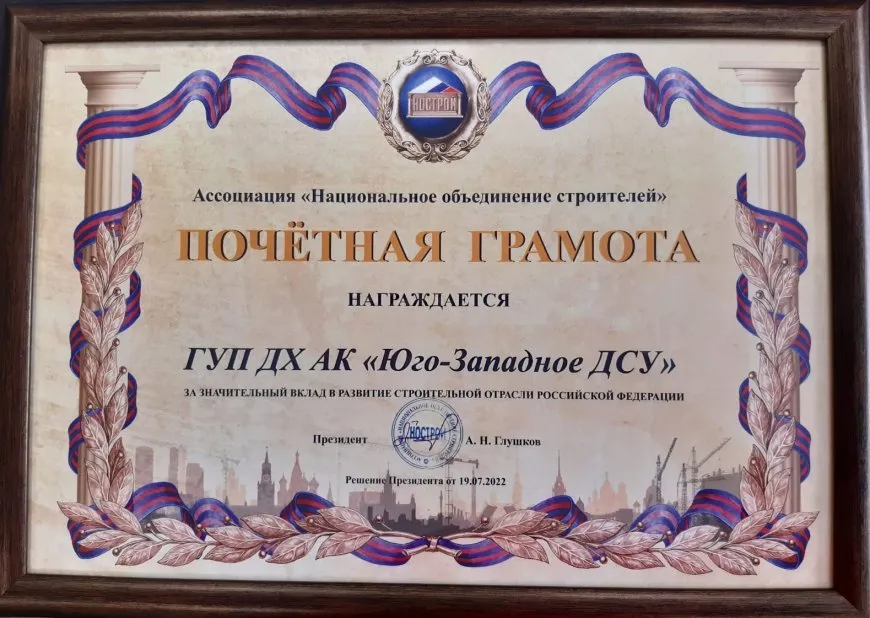 НОСТРОЙ
Ассоциация «Национальное объединение строителей»
ПОЧЁТНАЯ ГРАМОТА
НАГРАЖДАЕТСЯ
ГУП ДХ АК «Юго-Западное ДСУ»
ЗА ЗНАЧИТЕЛЬНЫЙ ВКЛАД В РАЗВИТИЕ СТРОИТЕЛЬНОЙ ОТРАСЛИ РОССИЙСКОЙ ФЕДЕРАЦИИ
Президент А. Н. Глушков
НОСТРОЙ
Решение Президента от 19.07.2022